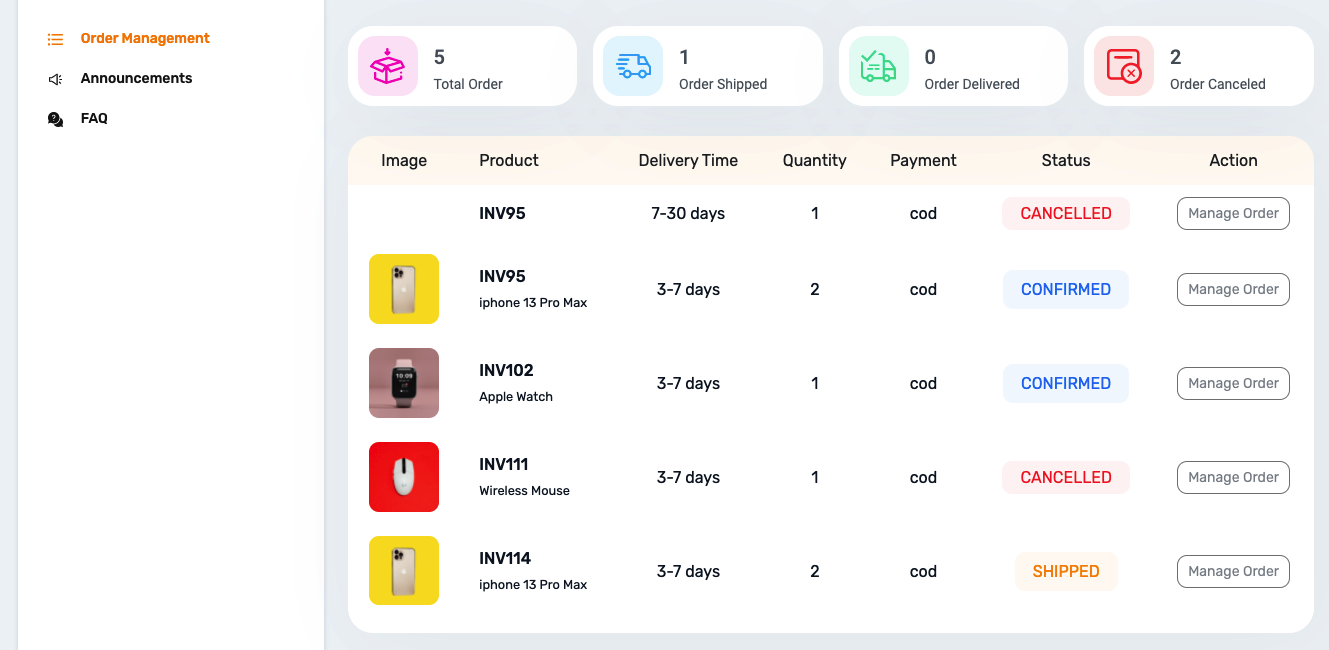 Order Management
Announcements
FAQ
5
Total Order
1
Order Shipped
0
Order Delivered
2
Order Canceled
Image Product Delivery Time Quantity Payment Status Action
INV95 7-30 days 1 cod CANCELLED Manage Order
INV95
iphone 13 Pro Max
3-7 days 2 cod CONFIRMED Manage Order
10:09
INV102
Apple Watch
3-7 days 1 cod CONFIRMED Manage Order
INV111
Wireless Mouse
3-7 days 1 cod CANCELLED Manage Order
INV114
iphone 13 Pro Max
3-7 days 2 cod SHIPPED Manage Order